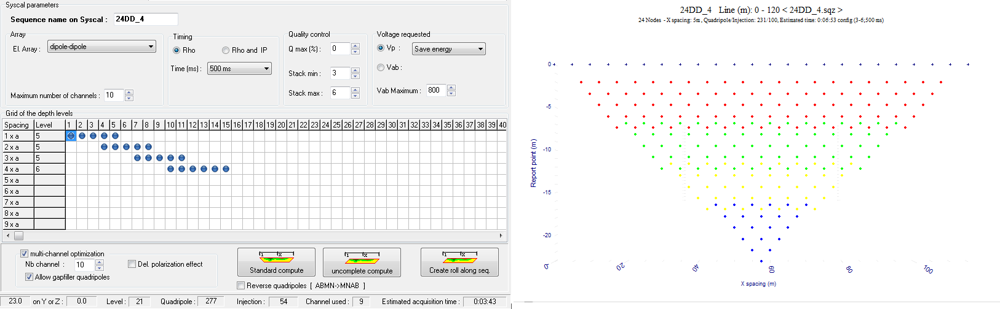 Syscal parameters
Sequence name on Syscal : 24DD_4
Array
El. Array : dipole-dipole
Maximum number of channels : 10
Timing
Rho
Rho and IP
Time (ms) : 500 ms
Quality control
Q max (%) : 0
Stack min : 3
Stack max : 6
Voltage requested
Vp : Save energy
Vab :
Vab Maximum : 800
Grid of the depth levels
Spacing Level 1 2 3 4 5 6 7 8 9 10 11 12 13 14 15 16 17 18 19 20 21 22 23 24 25 26 27 28 29 30 31 32 33 34 35 36 37 38 39 40
1 x a 5
2 x a 5
3 x a 5
4 x a 6
5 x a
6 x a
7 x a
8 x a
9 x a
multi-channel optimization
Nb channel : 10
Del. polarization effect
Allow gapfiller quadripoles
Standard compute
uncomplete compute
Create roll along seq.
Reverse quadripoles [ ABMN->MNAB ]
23.0 on Y or Z : 0.0 Level : 21 Quadripole : 277 Injection : 54 Channel used : 9 Estimated acquisition time : 0:03:43
24DD_4 Line (m): 0 - 120 < 24DD_4.sqz >
24 Nodes - X spacing: 5m , Quadripole/Injection: 231/100, Estimated time: 0:06:53 config (3-6;500 ms)
0
-5
-10
-15
-20
Report point (m)
0 20 40 60 80 100
X spacing (m)